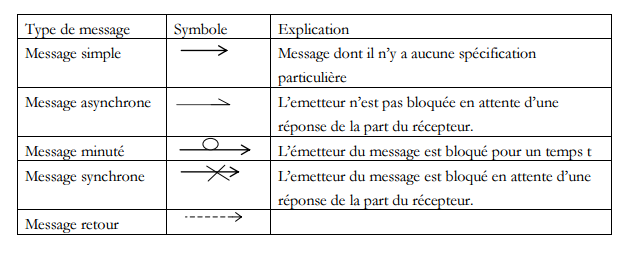 Type de message Symbole Explication
Message simple Message dont il n'y a aucune spécification
particulière
Message asynchrone L'emetteur n'est pas bloquée en attente d'une
réponse de la part du récepteur.
Message minuté L'émetteur du message est bloqué pour un temps t
Message synchrone L'emetteur du message est bloqué en attente d'une
réponse de la part du récepteur.
Message retour